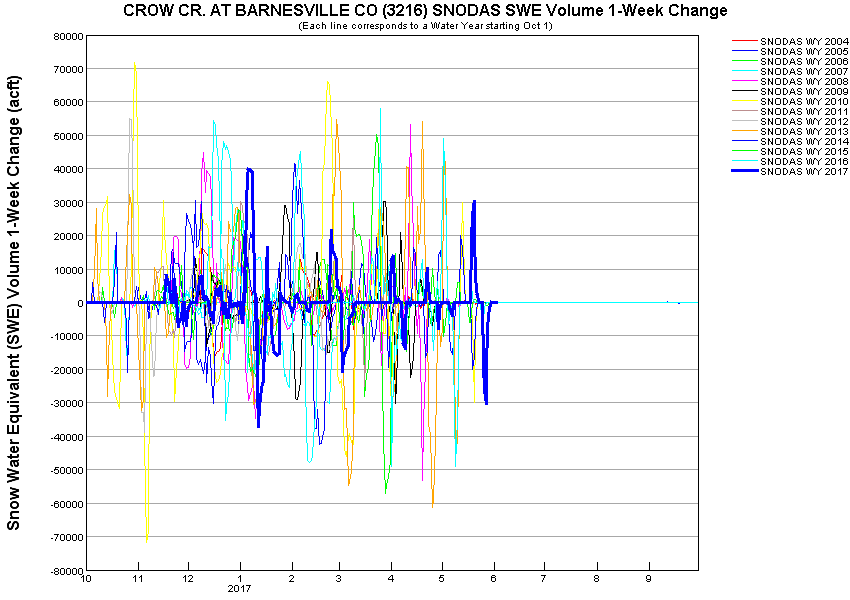 CROW CR. AT BARNESVILLE CO (3216) SNODAS SWE Volume 1-Week Change
(Each line corresponds to a Water Year starting Oct 1)
Snow Water Equivalent (SWE) Volume 1-Week Change (acft)
80000
70000
60000
50000
40000
30000
20000
10000
0
-10000
-20000
-30000
-40000
-50000
-60000
-70000
-80000
10 11 12 1 2 3 4 5 6 7 8 9
2017
SNODAS WY 2004
SNODAS WY 2005
SNODAS WY 2006
SNODAS WY 2007
SNODAS WY 2008
SNODAS WY 2009
SNODAS WY 2010
SNODAS WY 2011
SNODAS WY 2012
SNODAS WY 2013
SNODAS WY 2014
SNODAS WY 2015
SNODAS WY 2016
SNODAS WY 2017